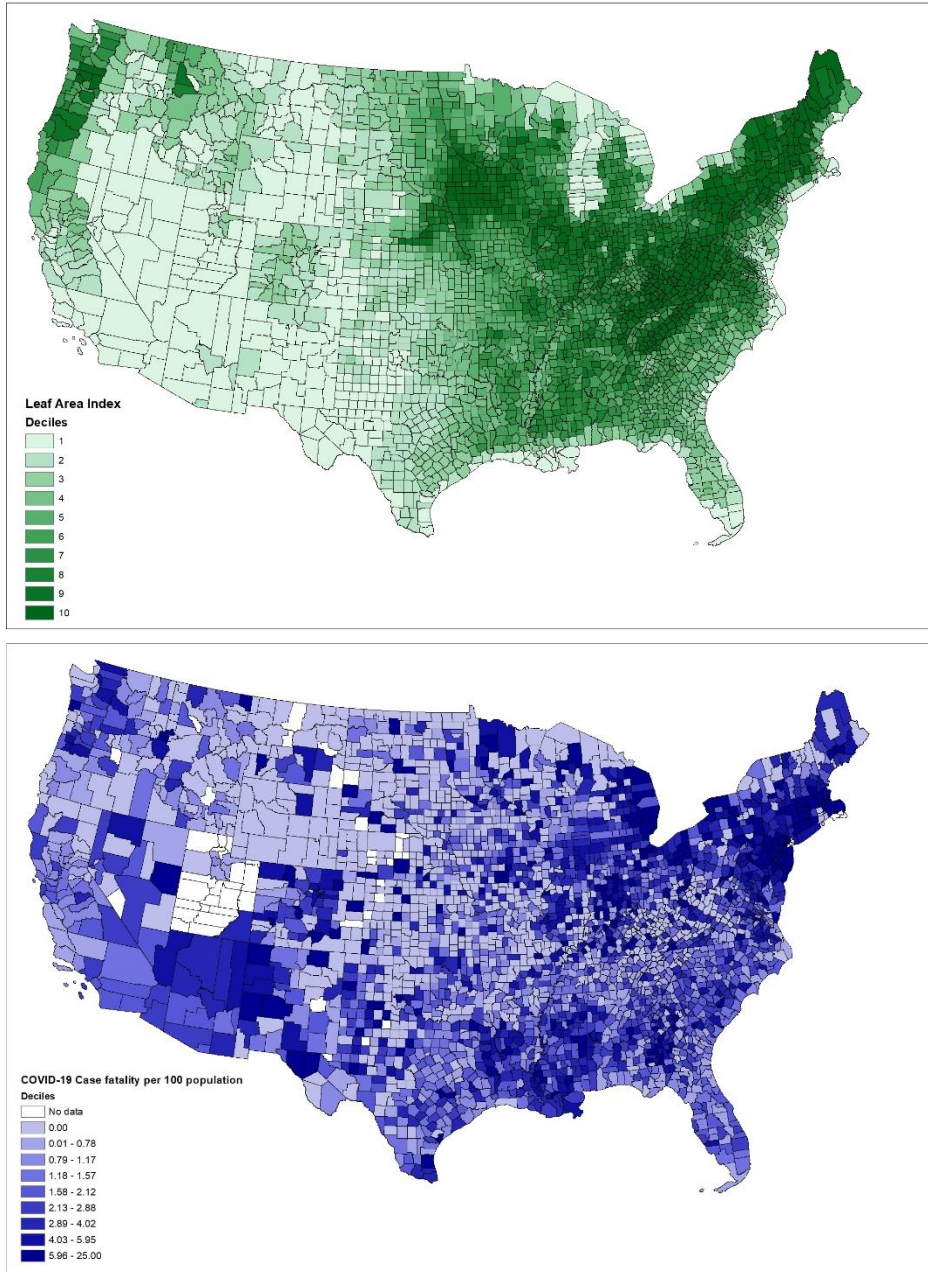 Leaf Area Index
Deciles
1
2
3
4
5
6
7
8
9
10
COVID-19 Case fatality per 100 population
Deciles
No data
0.00
0.01 - 0.78
0.79 - 1.17
1.18 - 1.57
1.58 - 2.12
2.13 - 2.88
2.89 - 4.02
4.03 - 5.95
5.96 - 25.00